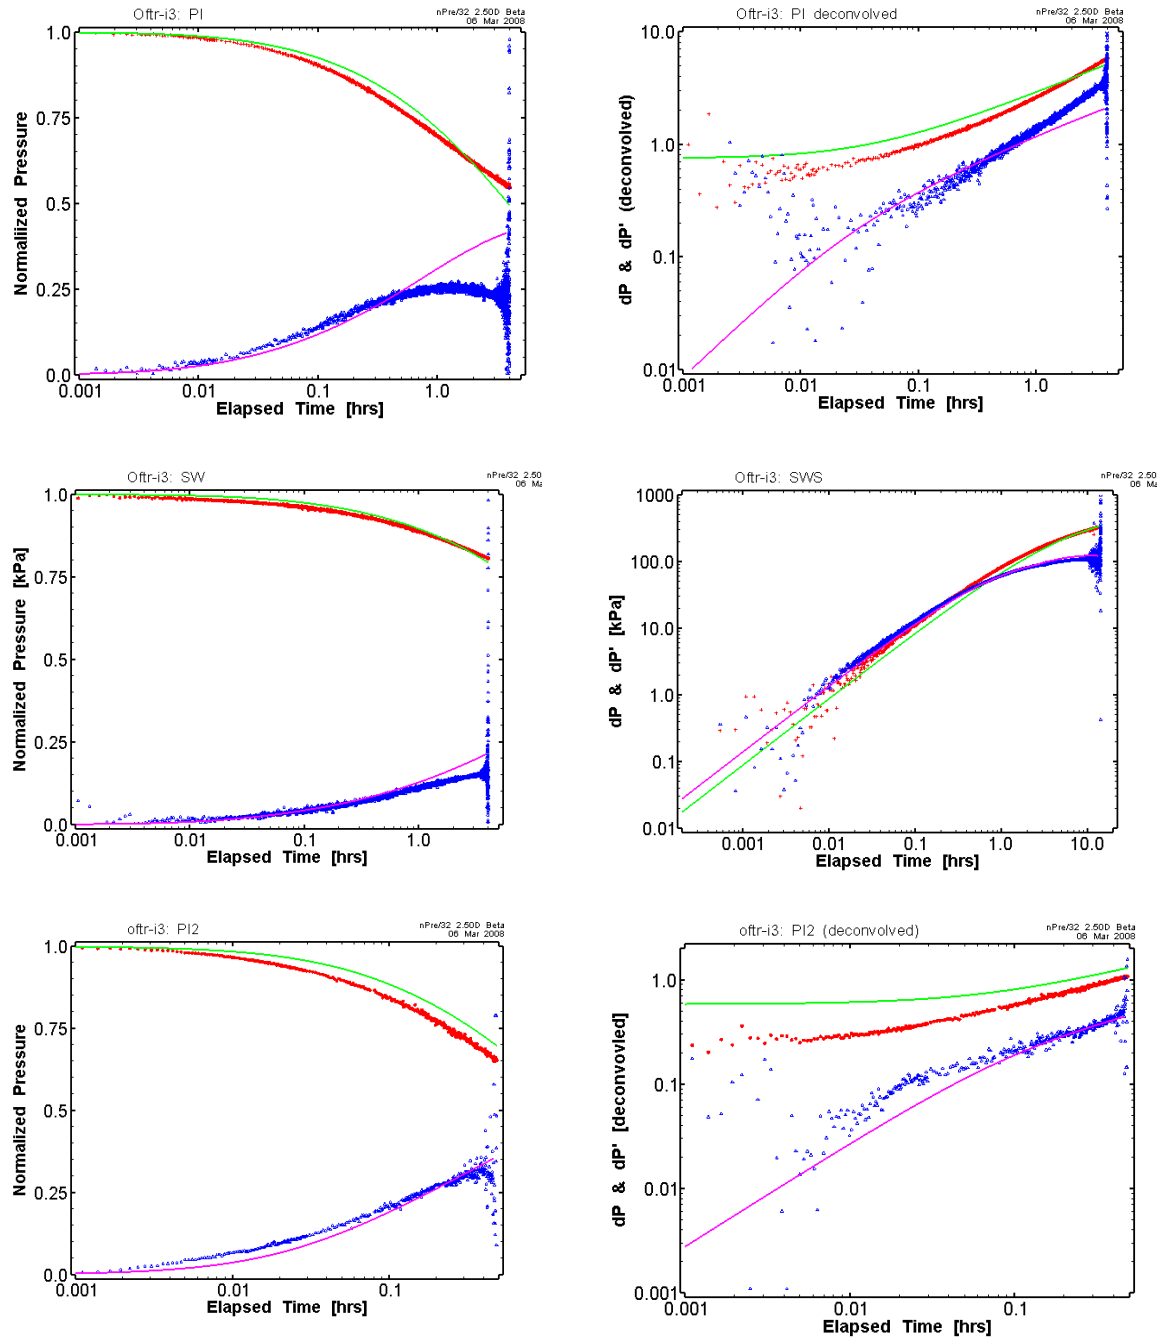 Oftr-i3: PI
nPre/32 2.50D Beta
06 Mar 2008
1.0
0.75
0.5
0.25
0.0
Normaliized Pressure
0.001
0.01
0.1
1.0
Elapsed Time [hrs]
Oftr-i3: PI deconvolved
nPre/32 2.50D Beta
06 Mar 2008
10.0
1.0
0.1
0.01
dP & dP' (deconvolved)
0.001
0.01
0.1
1.0
Elapsed Time [hrs]
Oftr-i3: SW
nPre/32 2.50
06 Ma
1.0
0.75
0.5
0.25
0.0
Normalized Pressure [kPa]
0.001
0.01
0.1
1.0
Elapsed Time [hrs]
Oftr-i3: SWS
nPre/32 2.50
06 Ma
1000
100.0
10.0
1.0
0.1
0.01
dP & dP' [kPa]
0.001
0.01
0.1
1.0
10.0
Elapsed Time [hrs]
oftr-i3: PI2
nPre/32 2.50D Beta
06 Mar 2008
1.0
0.75
0.5
0.25
0.0
Normalized Pressure
0.001
0.01
0.1
Elapsed Time [hrs]
oftr-i3: PI2 (deconvolved)
nPre/32 2.50D Beta
06 Mar 2008
1.0
0.1
0.01
0.001
dP & dP' [deconvovled]
0.001
0.01
0.1
Elapsed Time [hrs]